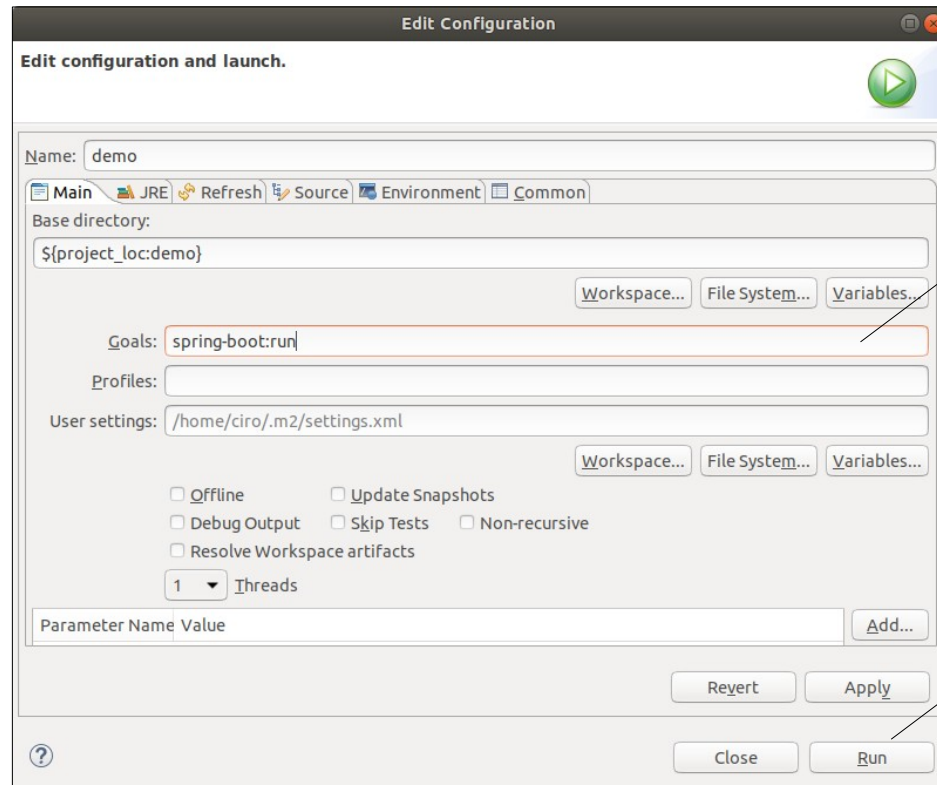 Edit Configuration
Edit configuration and launch.
Name: demo
Main JRE Refresh Source Environment Common
Base directory:
${project_loc:demo}
Workspace... File System... Variables...
Goals: spring-boot:run
Profiles:
User settings: /home/ciro/.m2/settings.xml
Workspace... File System... Variables...
Offline Update Snapshots
Debug Output Skip Tests Non-recursive
Resolve Workspace artifacts
1 Threads
Parameter Name Value Add...
Revert Apply
? Close Run